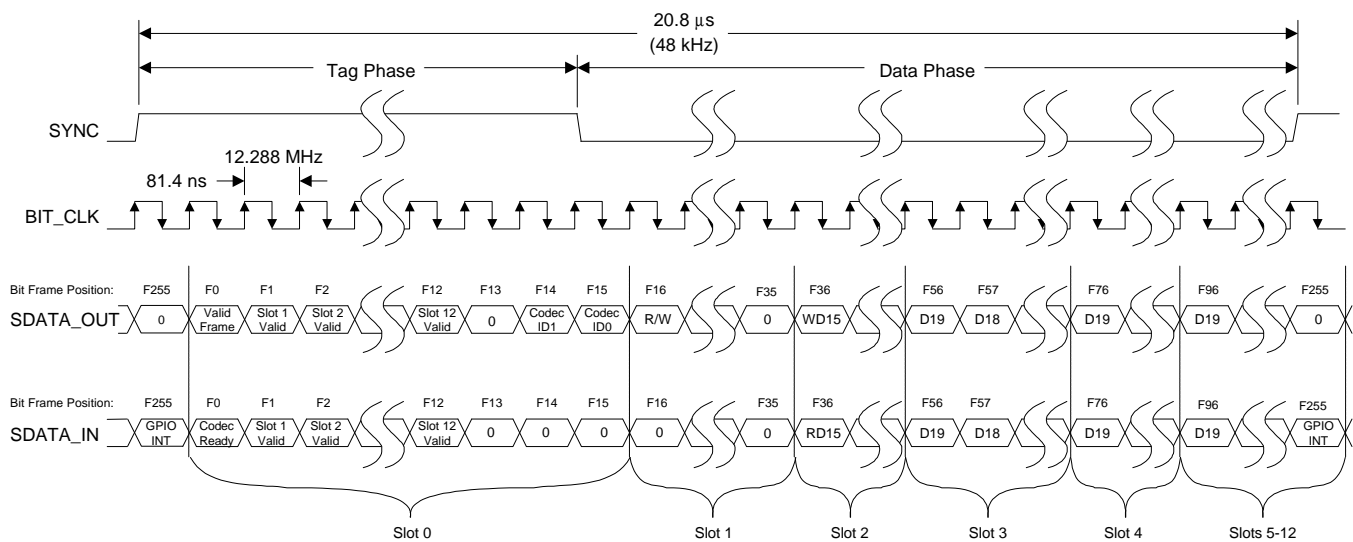 20.8 µs
(48 kHz)
Tag Phase
Data Phase
SYNC
12.288 MHz
81.4 ns
BIT_CLK
Bit Frame Position: F255 F0 F1 F2 F12 F13 F14 F15 F16 F35 F36 F56 F57 F76 F96 F255
SDATA_OUT 0 Valid Frame Slot 1 Valid Slot 2 Valid Slot 12 Valid 0 Codec ID1 Codec ID0 R/W 0 WD15 D19 D18 D19 D19 0
Bit Frame Position: F255 F0 F1 F2 F12 F13 F14 F15 F16 F35 F36 F56 F57 F76 F96 F255
SDATA_IN GPIO INT Codec Ready Slot 1 Valid Slot 2 Valid Slot 12 Valid 0 0 0 0 0 RD15 D19 D18 D19 D19 GPIO INT
Slot 0 Slot 1 Slot 2 Slot 3 Slot 4 Slots 5-12